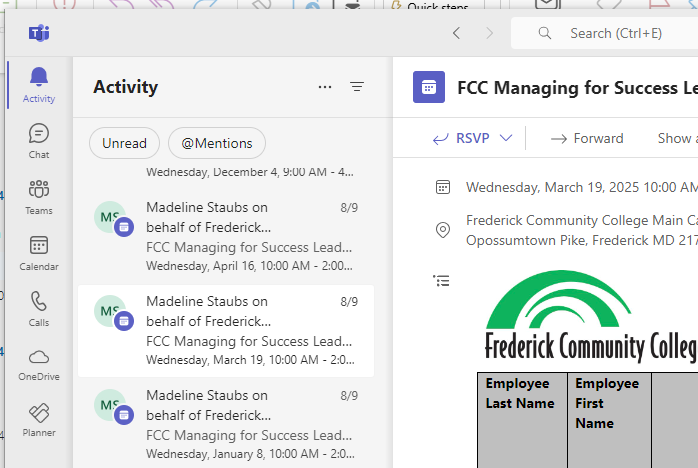 Quick steps
Search (Ctrl+E)
Activity
Chat
Teams
Calendar
Calls
OneDrive
Planner
Activity
Unread
@Mentions
Wednesday, December 4, 9:00 AM - 4...
MS
Madeline Staubs on
8/9
behalf of Frederick...
FCC Managing for Success Lead...
Wednesday, April 16, 10:00 AM - 2:00...
MS
Madeline Staubs on
8/9
behalf of Frederick...
FCC Managing for Success Lead...
Wednesday, March 19, 10:00 AM - 2:0...
MS
Madeline Staubs on
8/9
behalf of Frederick...
FCC Managing for Success Lead...
Wednesday, January 8, 10:00 AM - 2:0...
FCC Managing for Success Le
RSVP
Forward
Show a
Wednesday, March 19, 2025 10:00 AM
Frederick Community College Main Ca
Opossumtown Pike, Frederick MD 217
Frederick Community Colleg
Employee
Last Name
Employee
First
Name